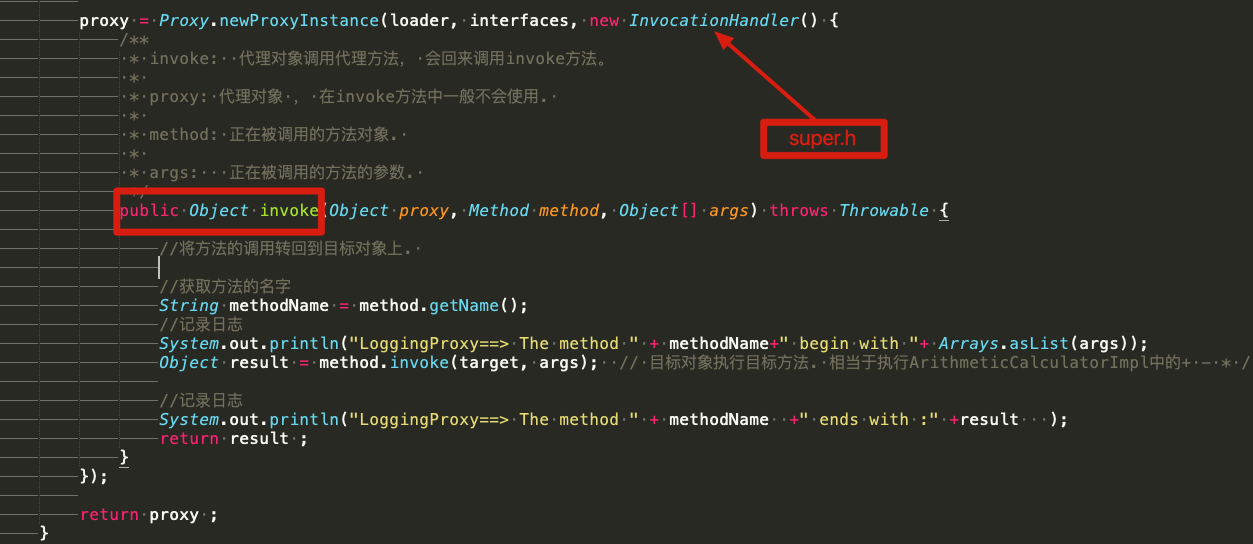 proxy = Proxy.newProxyInstance(loader, interfaces, new InvocationHandler() {
/**
* invoke: 代理对象调用代理方法, 会回来调用invoke方法。
*
* proxy: 代理对象 , 在invoke方法中一般不会使用.
*
super.h
* method: 正在被调用的方法对象.
*
* args: 正在被调用的方法的参数.
*/
public Object invoke(Object proxy, Method method, Object[] args) throws Throwable {
//将方法的调用转回到目标对象上.
//获取方法的名字
String methodName = method.getName();
//记录日志
System.out.println("LoggingProxy==> The method " + methodName+" begin with "+ Arrays.asList(args));
Object result = method.invoke(target, args); // 目标对象执行目标方法. 相当于执行ArithmeticCalculatorImpl中的+ - * /
//记录日志
System.out.println("LoggingProxy==> The method " + methodName +" ends with :" +result );
return result ;
}
});
return proxy ;
}